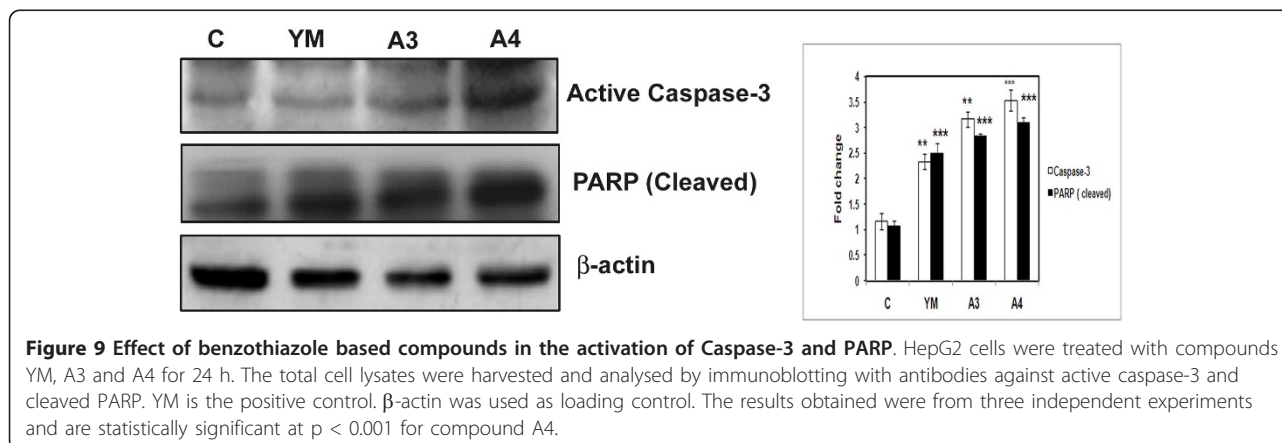 C YM A3 A4
Active Caspase-3
PARP (Cleaved)
β-actin
Fold change
4
3.5
3
2.5
2
1.5
1
0.5
0
** *** ** *** *** ***
C YM A3 A4
Caspase-3
PARP ( cleaved)
Figure 9 Effect of benzothiazole based compounds in the activation of Caspase-3 and PARP. HepG2 cells were treated with compounds
YM, A3 and A4 for 24 h. The total cell lysates were harvested and analysed by immunoblotting with antibodies against active caspase-3 and
cleaved PARP. YM is the positive control. β-actin was used as loading control. The results obtained were from three independent experiments
and are statistically significant at p < 0.001 for compound A4.